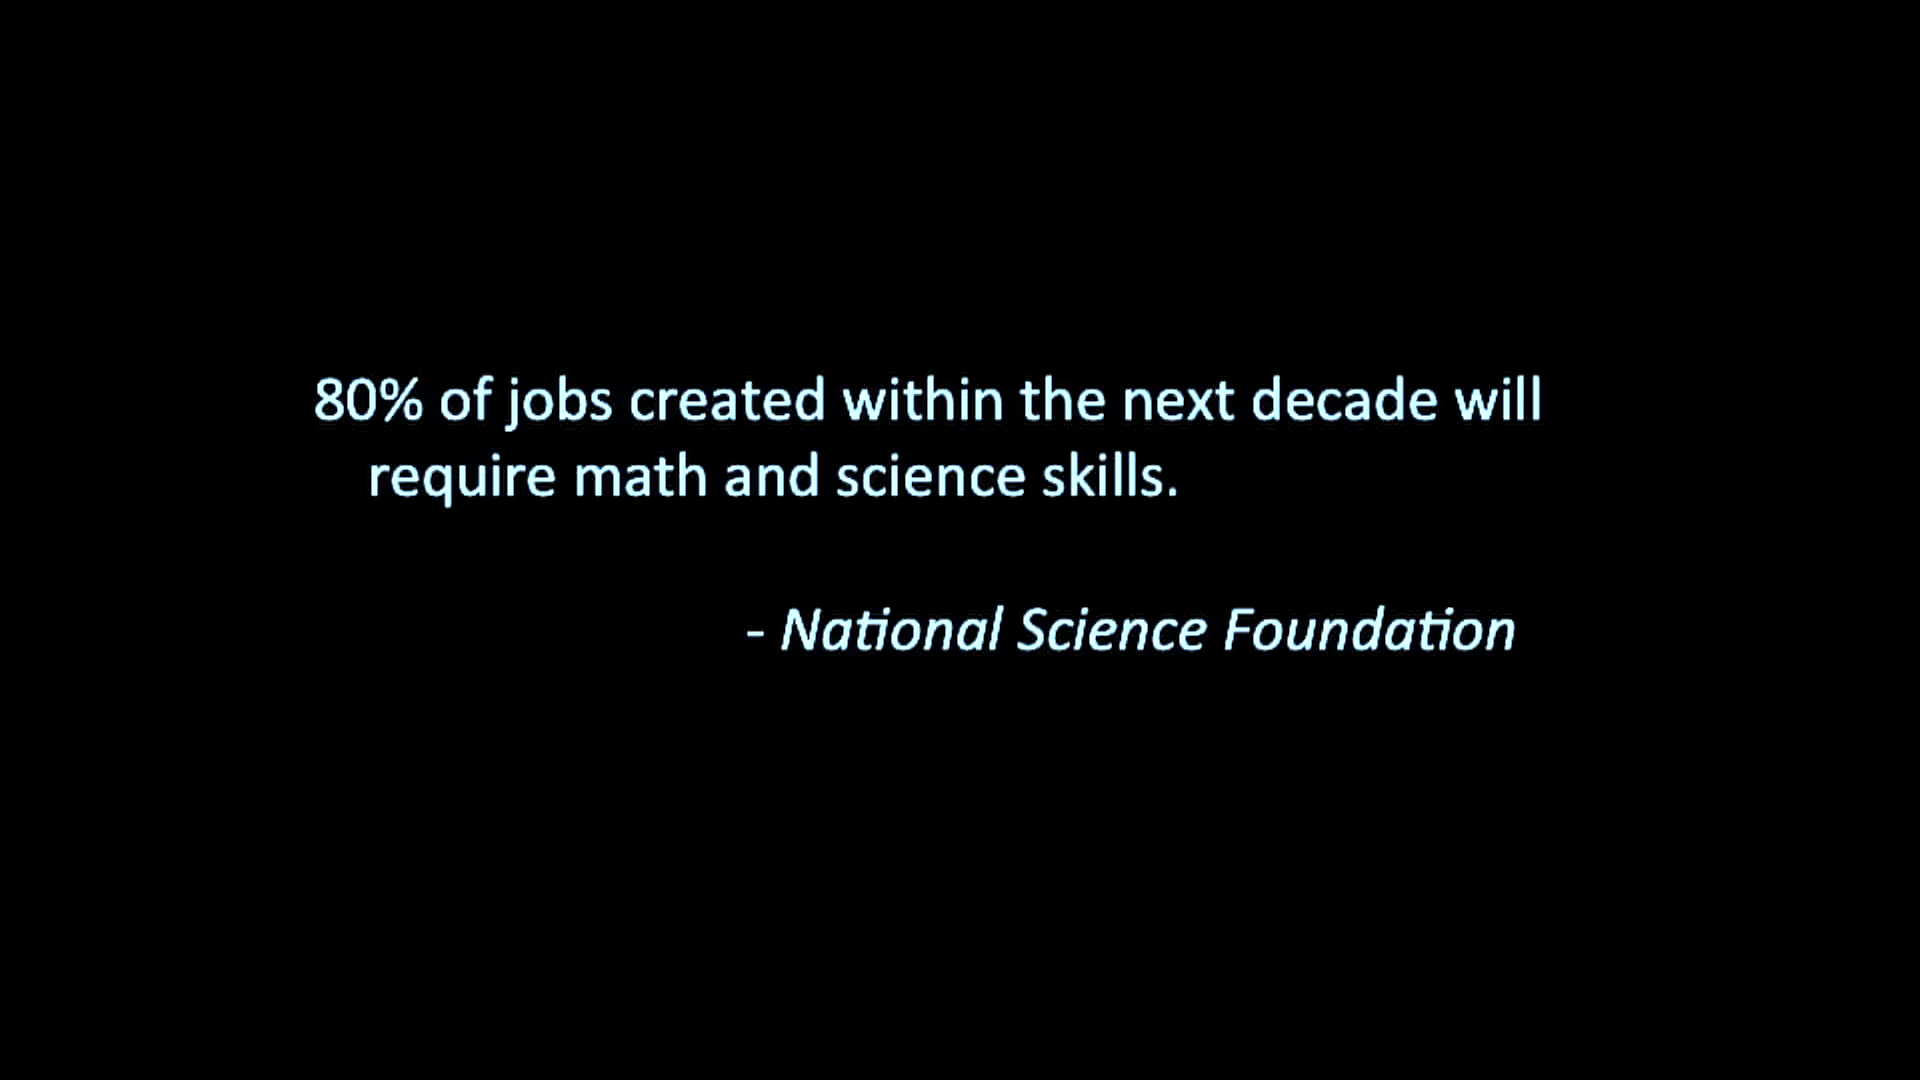 80% of jobs created within the next decade will
require math and science skills.
- National Science Foundation